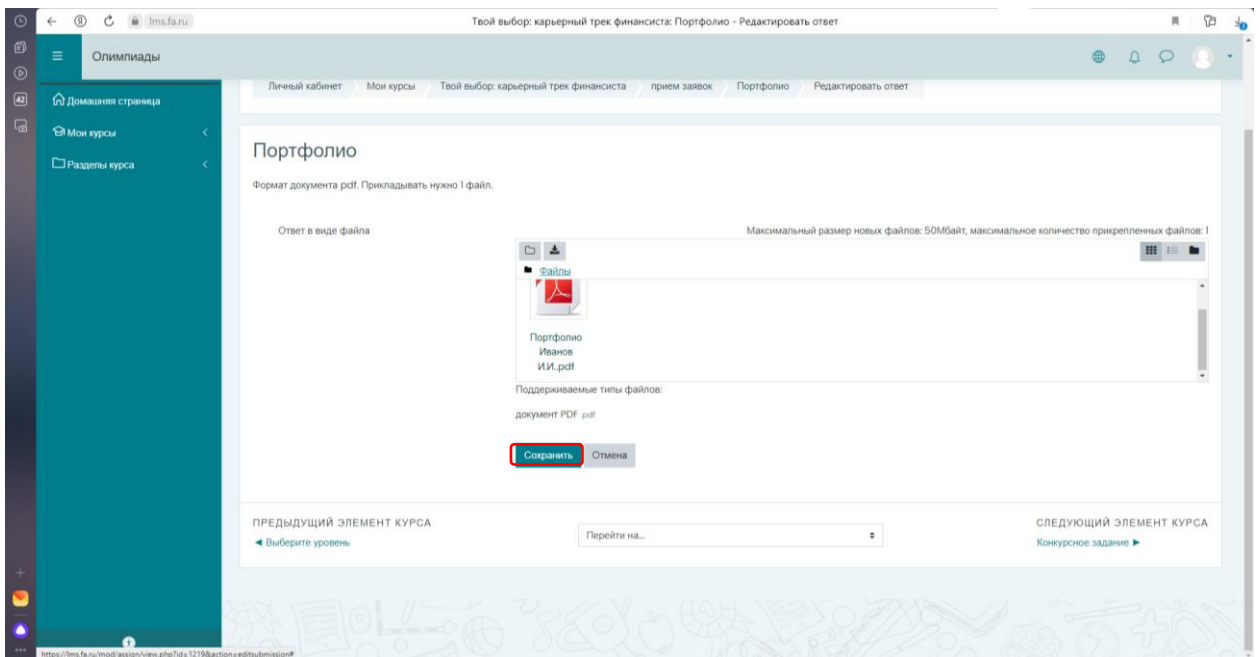 lms.fa.ru
Твой выбор: карьерный трек финансиста: Портфолио - Редактировать ответ
Олимпиады
42
Домашняя страница
Мои курсы
Разделы курса
Личный кабинет Мои курсы Твой выбор: карьерный трек финансиста прием заявок Портфолио Редактировать ответ
Портфолио
Формат документа pdf. Прикладывать нужно 1 файл.
Ответ в виде файла
Максимальный размер новых файлов: 50Мбайт, максимальное количество прикрепленных файлов: 1
Файлы
Портфолио
Иванов
И.И..pdf
Поддерживаемые типы файлов:
документ PDF .pdf
Сохранить Отмена
ПРЕДЫДУЩИЙ ЭЛЕМЕНТ КУРСА
◄ Выберите уровень
Перейти на...
СЛЕДУЮЩИЙ ЭЛЕМЕНТ КУРСА
Конкурсное задание ►
https://lms.fa.ru/mod/assign/view.php?id=1219&action=editsubmission#